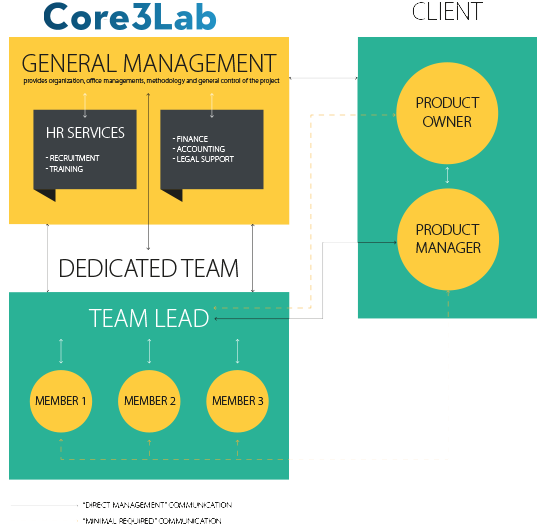 Core3Lab
CLIENT
GENERAL MANAGEMENT
provides organization, office managements, methodology and general control of the project
HR SERVICES
- RECRUITMENT
- TRAINING
- FINANCE
- ACCOUNTING
- LEGAL SUPPORT
PRODUCT
OWNER
PRODUCT
MANAGER
DEDICATED TEAM
TEAM LEAD
MEMBER 1
MEMBER 2
MEMBER 3
"DIRECT MANAGEMENT" COMMUNICATION
"MINIMAL REQUIRED" COMMUNICATION